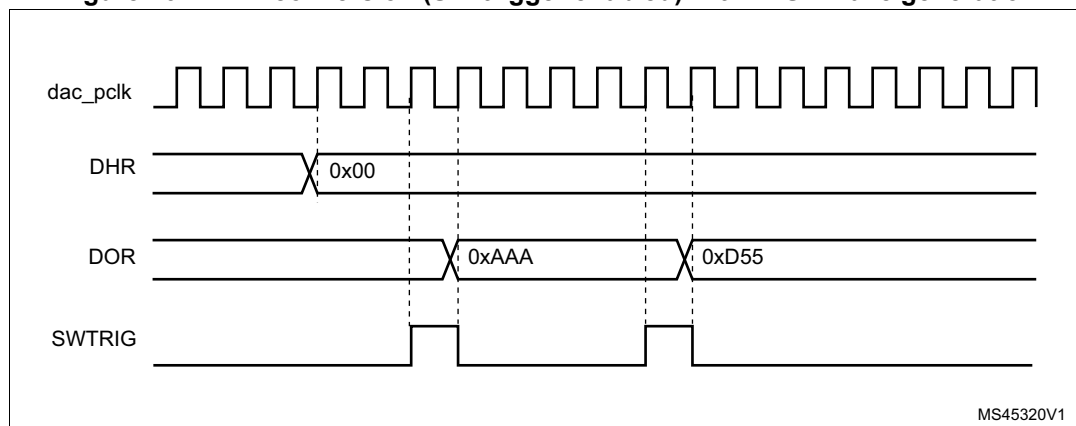 dac_pclk
DHR
0x00
DOR
0xAAA
0xD55
SWTRIG
MS45320V1